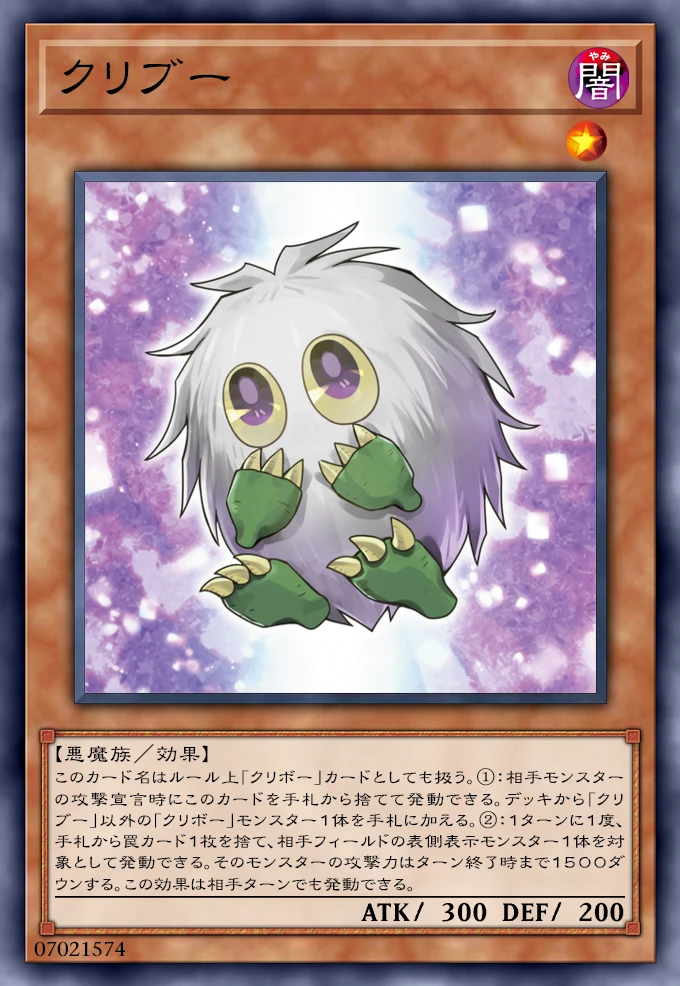 クリブー
やみ
闇
【悪魔族／効果】
このカード名はルール上「クリボー」カードとしても扱う。①：相手モンスター
の攻撃宣言時にこのカードを手札から捨てて発動できる。デッキから「クリ
ブー」以外の「クリボー」モンスター１体を手札に加える。②：１ターンに１度、
手札から罠カード１枚を捨て、相手フィールドの表側表示モンスター１体を対
象として発動できる。そのモンスターの攻撃力はターン終了時まで１５００ダ
ウンする。この効果は相手ターンでも発動できる。
ATK/ 300 DEF/ 200
07021574